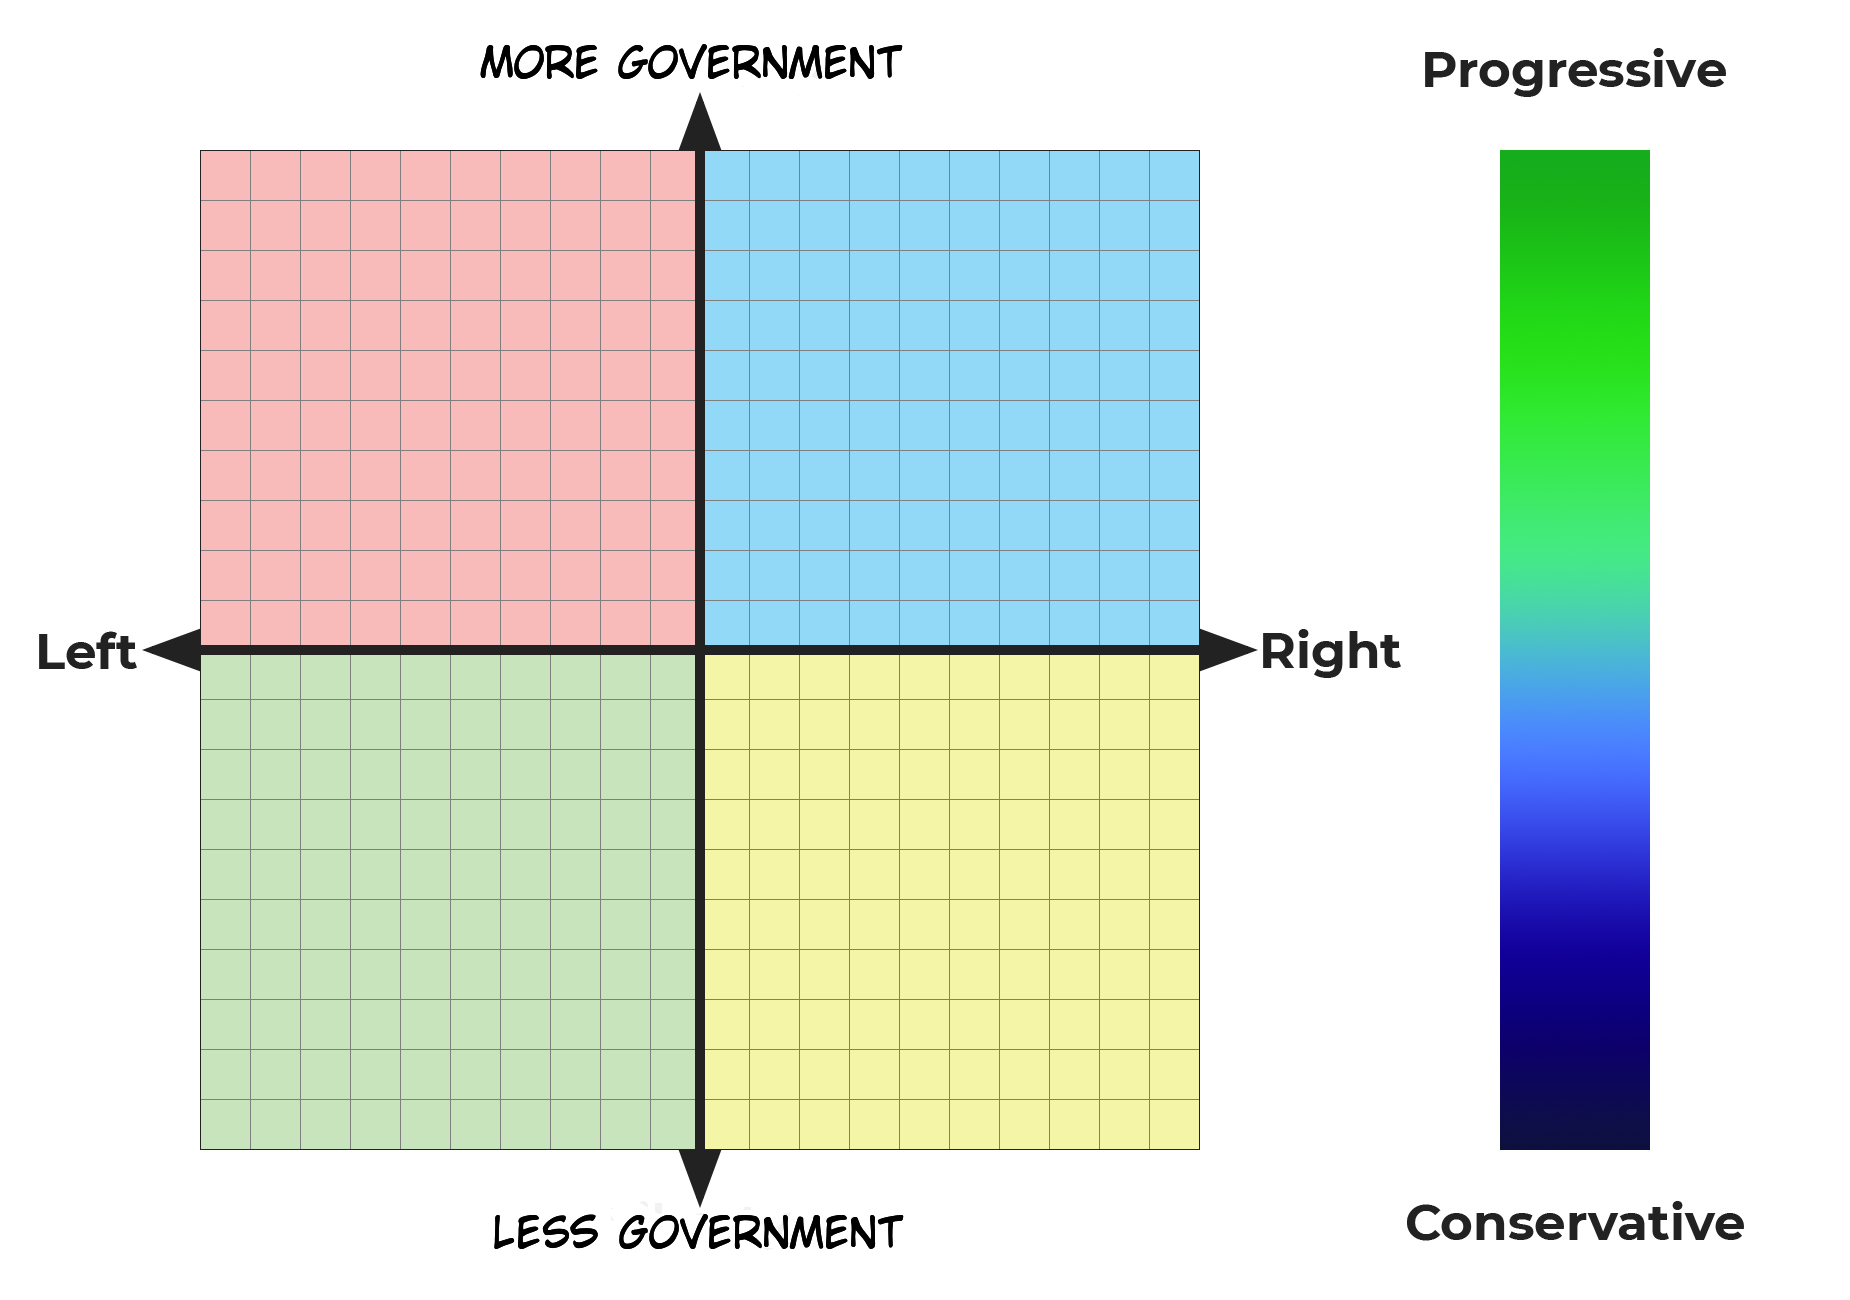 MORE GOVERNMENT
Progressive
Left
Right
LESS GOVERNMENT
Conservative